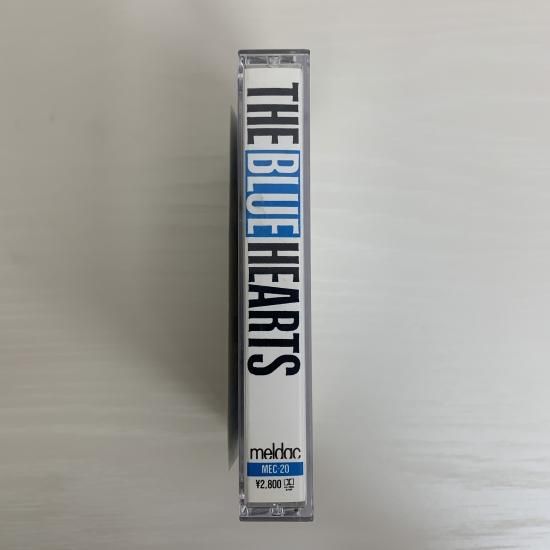 THE BLUE HEARTS
meldac
MEC-20
¥2,800